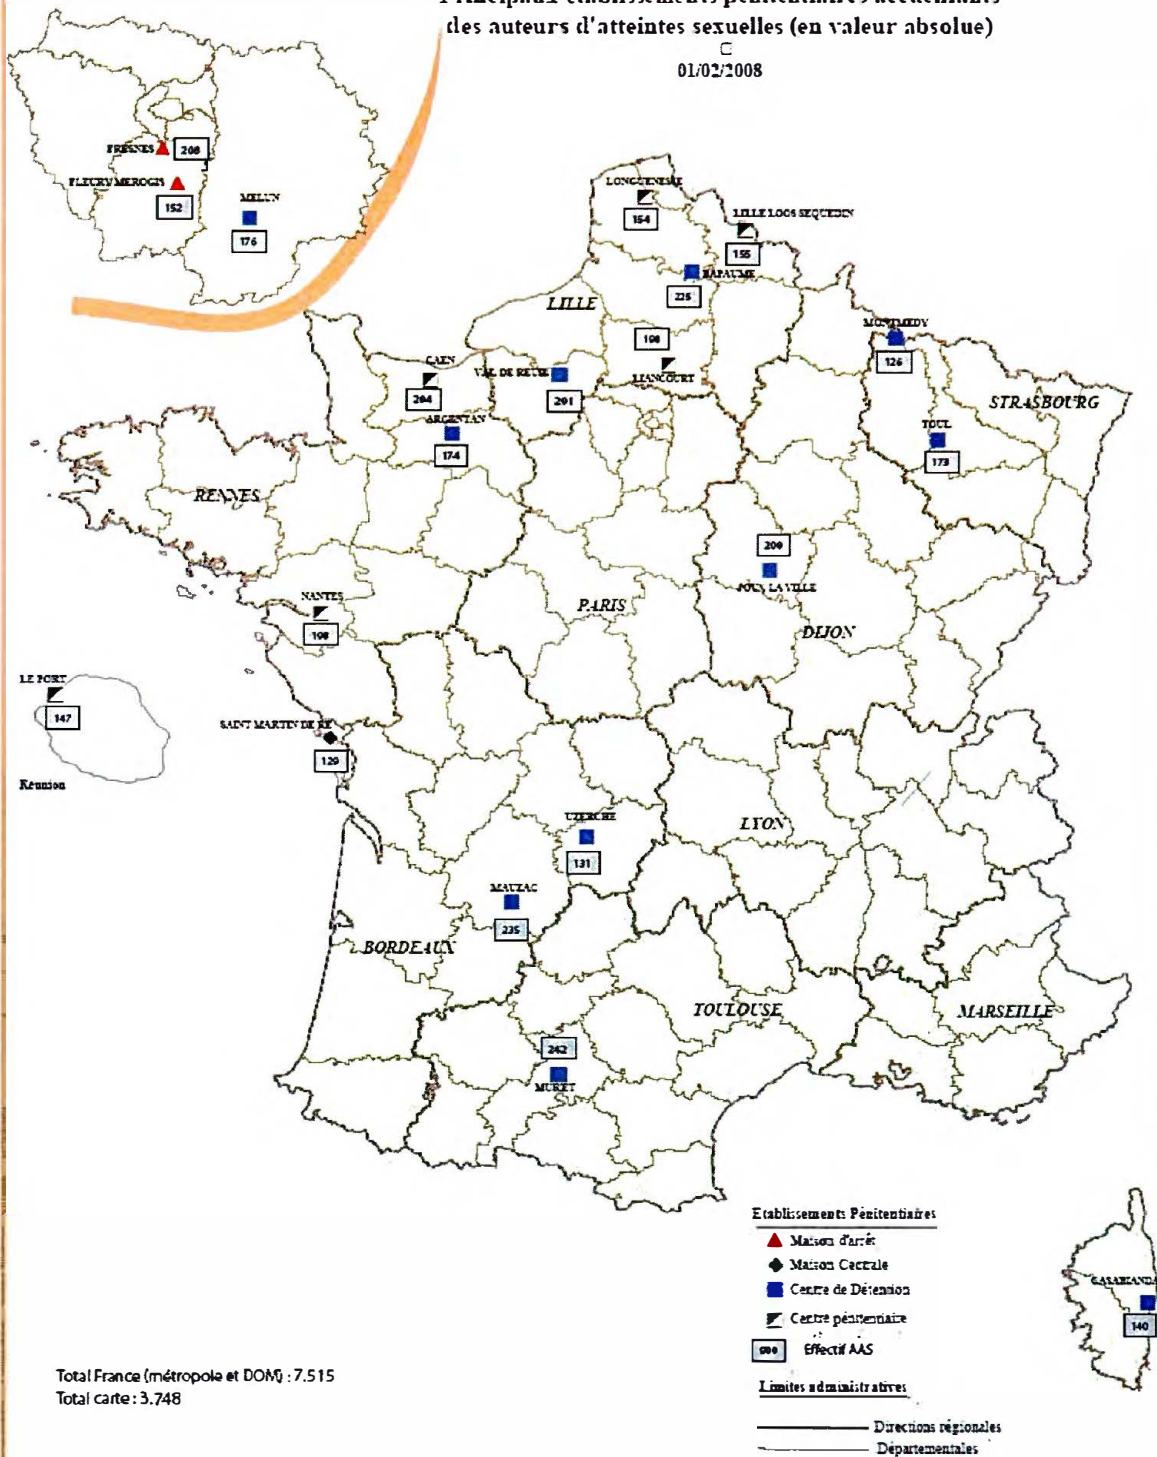 des auteurs d'atteintes sexuelles (en valeur absolue)
01/02/2008
FRESNES
208
FLEURY MEROGIS
152
MELUN
176
LONGUENESSE
154
LILLE LOOS SEQUEDIN
155
BAPAUME
225
LILLE
198
LIANCOURT
MONTMEDY
126
CAEN
204
VAL DE REUIL
201
ARGENTAN
174
STRASBOURG
TOUL
173
RENNES
200
JOUX LA VILLE
NANTES
198
PARIS
DIJON
LE PORT
147
Réunion
SAINT MARTIN DE RE
129
UZERCHE
131
LYON
MAUZAC
235
BORDEAUX
TOULOUSE
MARSEILLE
242
MURET
CASABIANDA
140
Etablissements Pénitentiaires
Maison d'arrêt
Maison Centrale
Centre de Détention
Centre pénitentiaire
Effectif AAS
Limites administratives
Directions régionales
Départementales
Total France (métropole et DOM) : 7.515
Total carte : 3.748